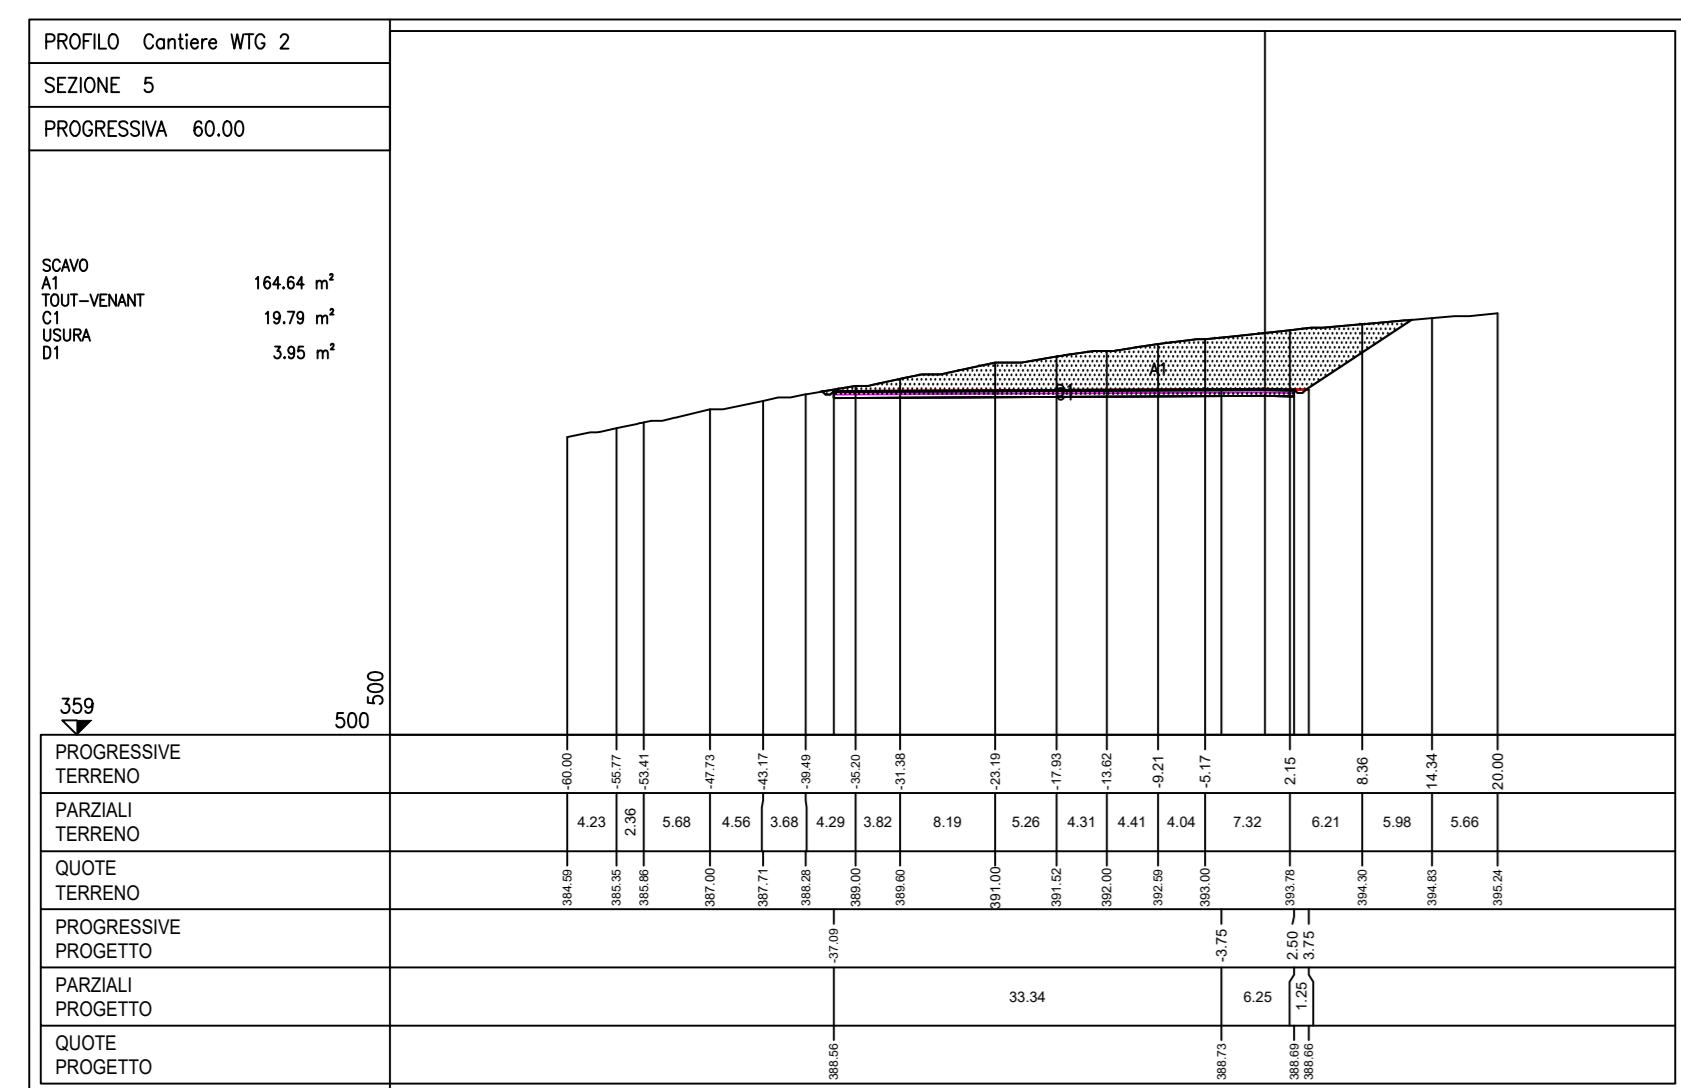 PROFILO Cantiere WTG 2
SEZIONE 5
PROGRESSIVA 60.00
SCAVO
A1 164.64 m²
TOUT-VENANT
C1 19.79 m²
USURA
D1 3.95 m²
A1
359
500
500
PROGRESSIVE
TERRENO
-60.00 -55.77 -53.41 -47.73 -43.17 -39.49 -35.20 -31.38 -23.19 -17.93 -13.62 -9.21 -5.17 2.15 8.36 14.34 20.00
PARZIALI
TERRENO
4.23 2.36 5.68 4.56 3.68 4.29 3.82 8.19 5.26 4.31 4.41 4.04 7.32 6.21 5.98 5.66
QUOTE
TERRENO
384.59 385.35 385.86 387.00 387.71 388.28 389.00 389.60 391.00 391.52 392.00 392.59 393.00 393.78 394.30 394.83 395.24
PROGRESSIVE
PROGETTO
-37.09 -3.75 2.50 3.75
PARZIALI
PROGETTO
33.34 6.25 1.25
QUOTE
PROGETTO
388.56 388.73 388.69 388.66